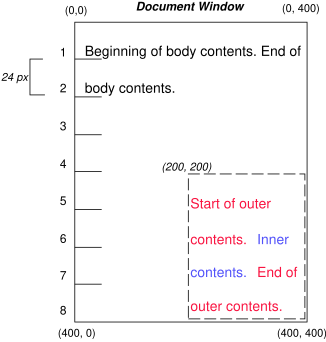 Document Window
(0,0) (0, 400)
1 Beginning of body contents. End of
24 px
2 body contents.
3
4 (200, 200)
5 Start of outer
6 contents. Inner
7 contents. End of
8 outer contents.
(400, 0) (400, 400)